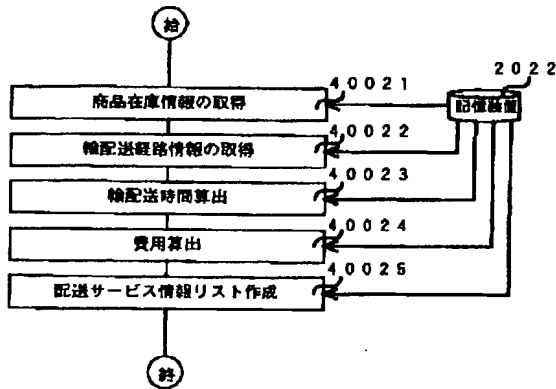 給
2022
40021
商品在庫情報の取得
記憶装置
40022
輸配送経路情報の取得
40023
輸配送時間算出
40024
費用算出
40025
配送サービス情報リスト作成
終